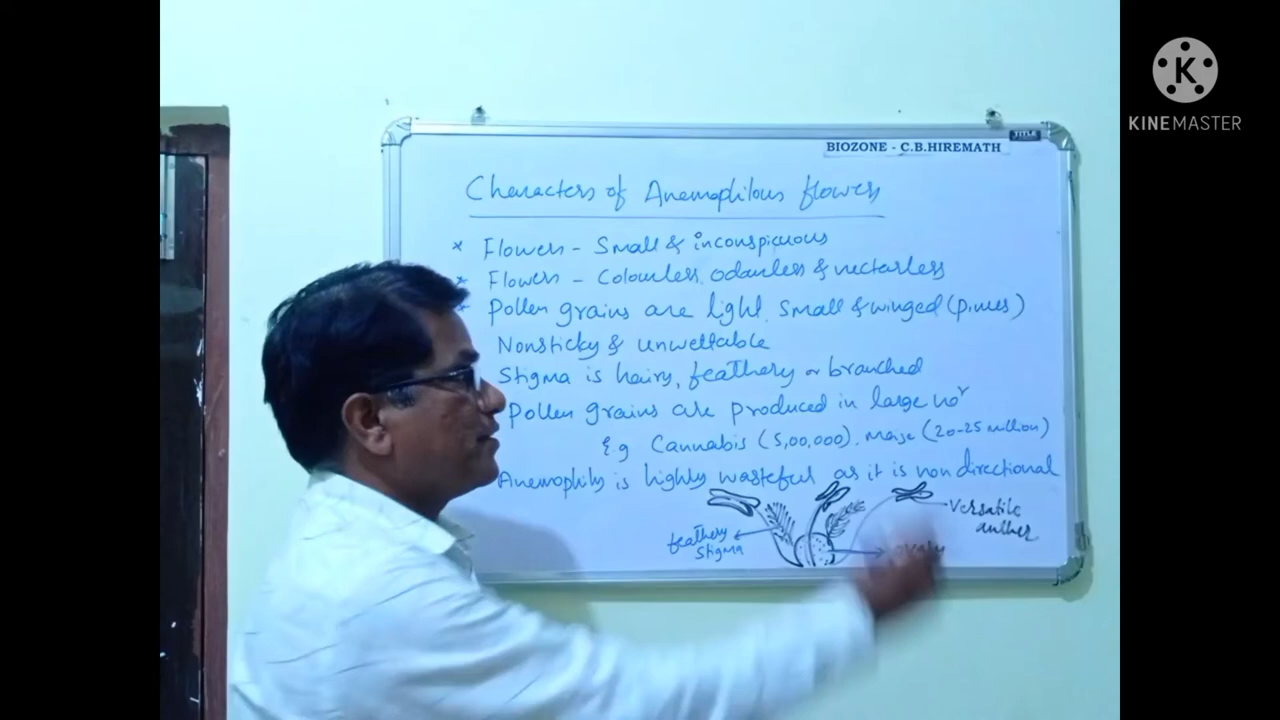 KINEMASTER
TITLE
BIOZONE - C.B.HIREMATH
Characters of Anemophilous flowers
* Flowers - Small & inconspicuous
* Flowers - Colourless, odourless & nectarless
* Pollen grains are light, small & winged (pines)
Nonsticky & unwettable
Stigma is hairy, feathery or branched
Pollen grains are produced in large no
E.g Cannabis (5,00,000), Maize (20-25 million)
Anemophily is highly wasteful as it is non directional
feathery stigma
Versatile anther
ovary